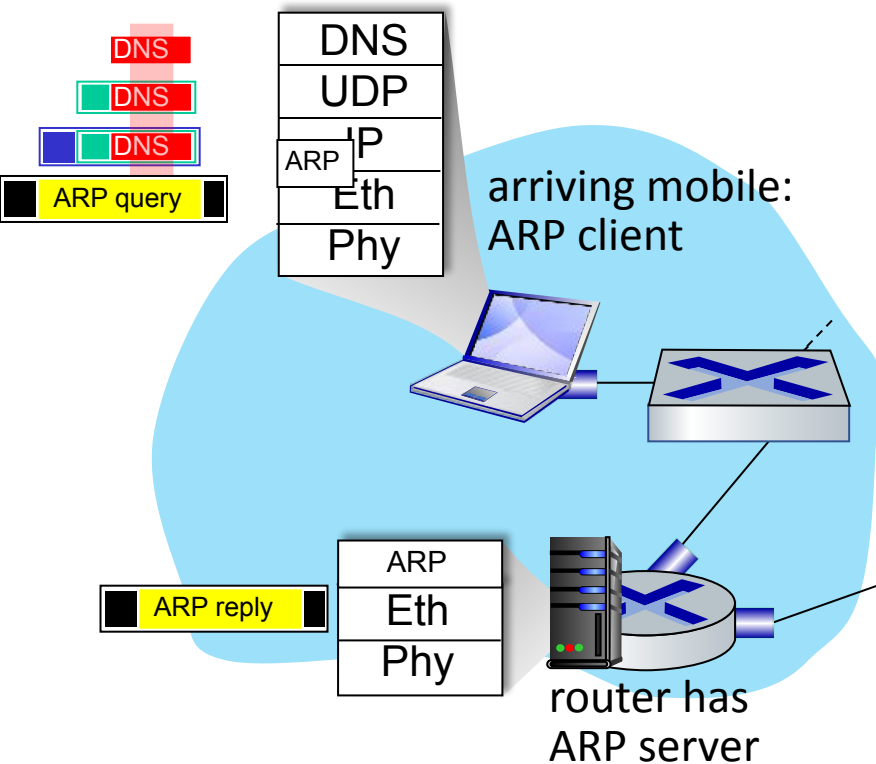 DNS
DNS
DNS
ARP query
DNS
UDP
IP
ARP
Eth
Phy
arriving mobile:
ARP client
ARP reply
ARP
Eth
Phy
router has
ARP server